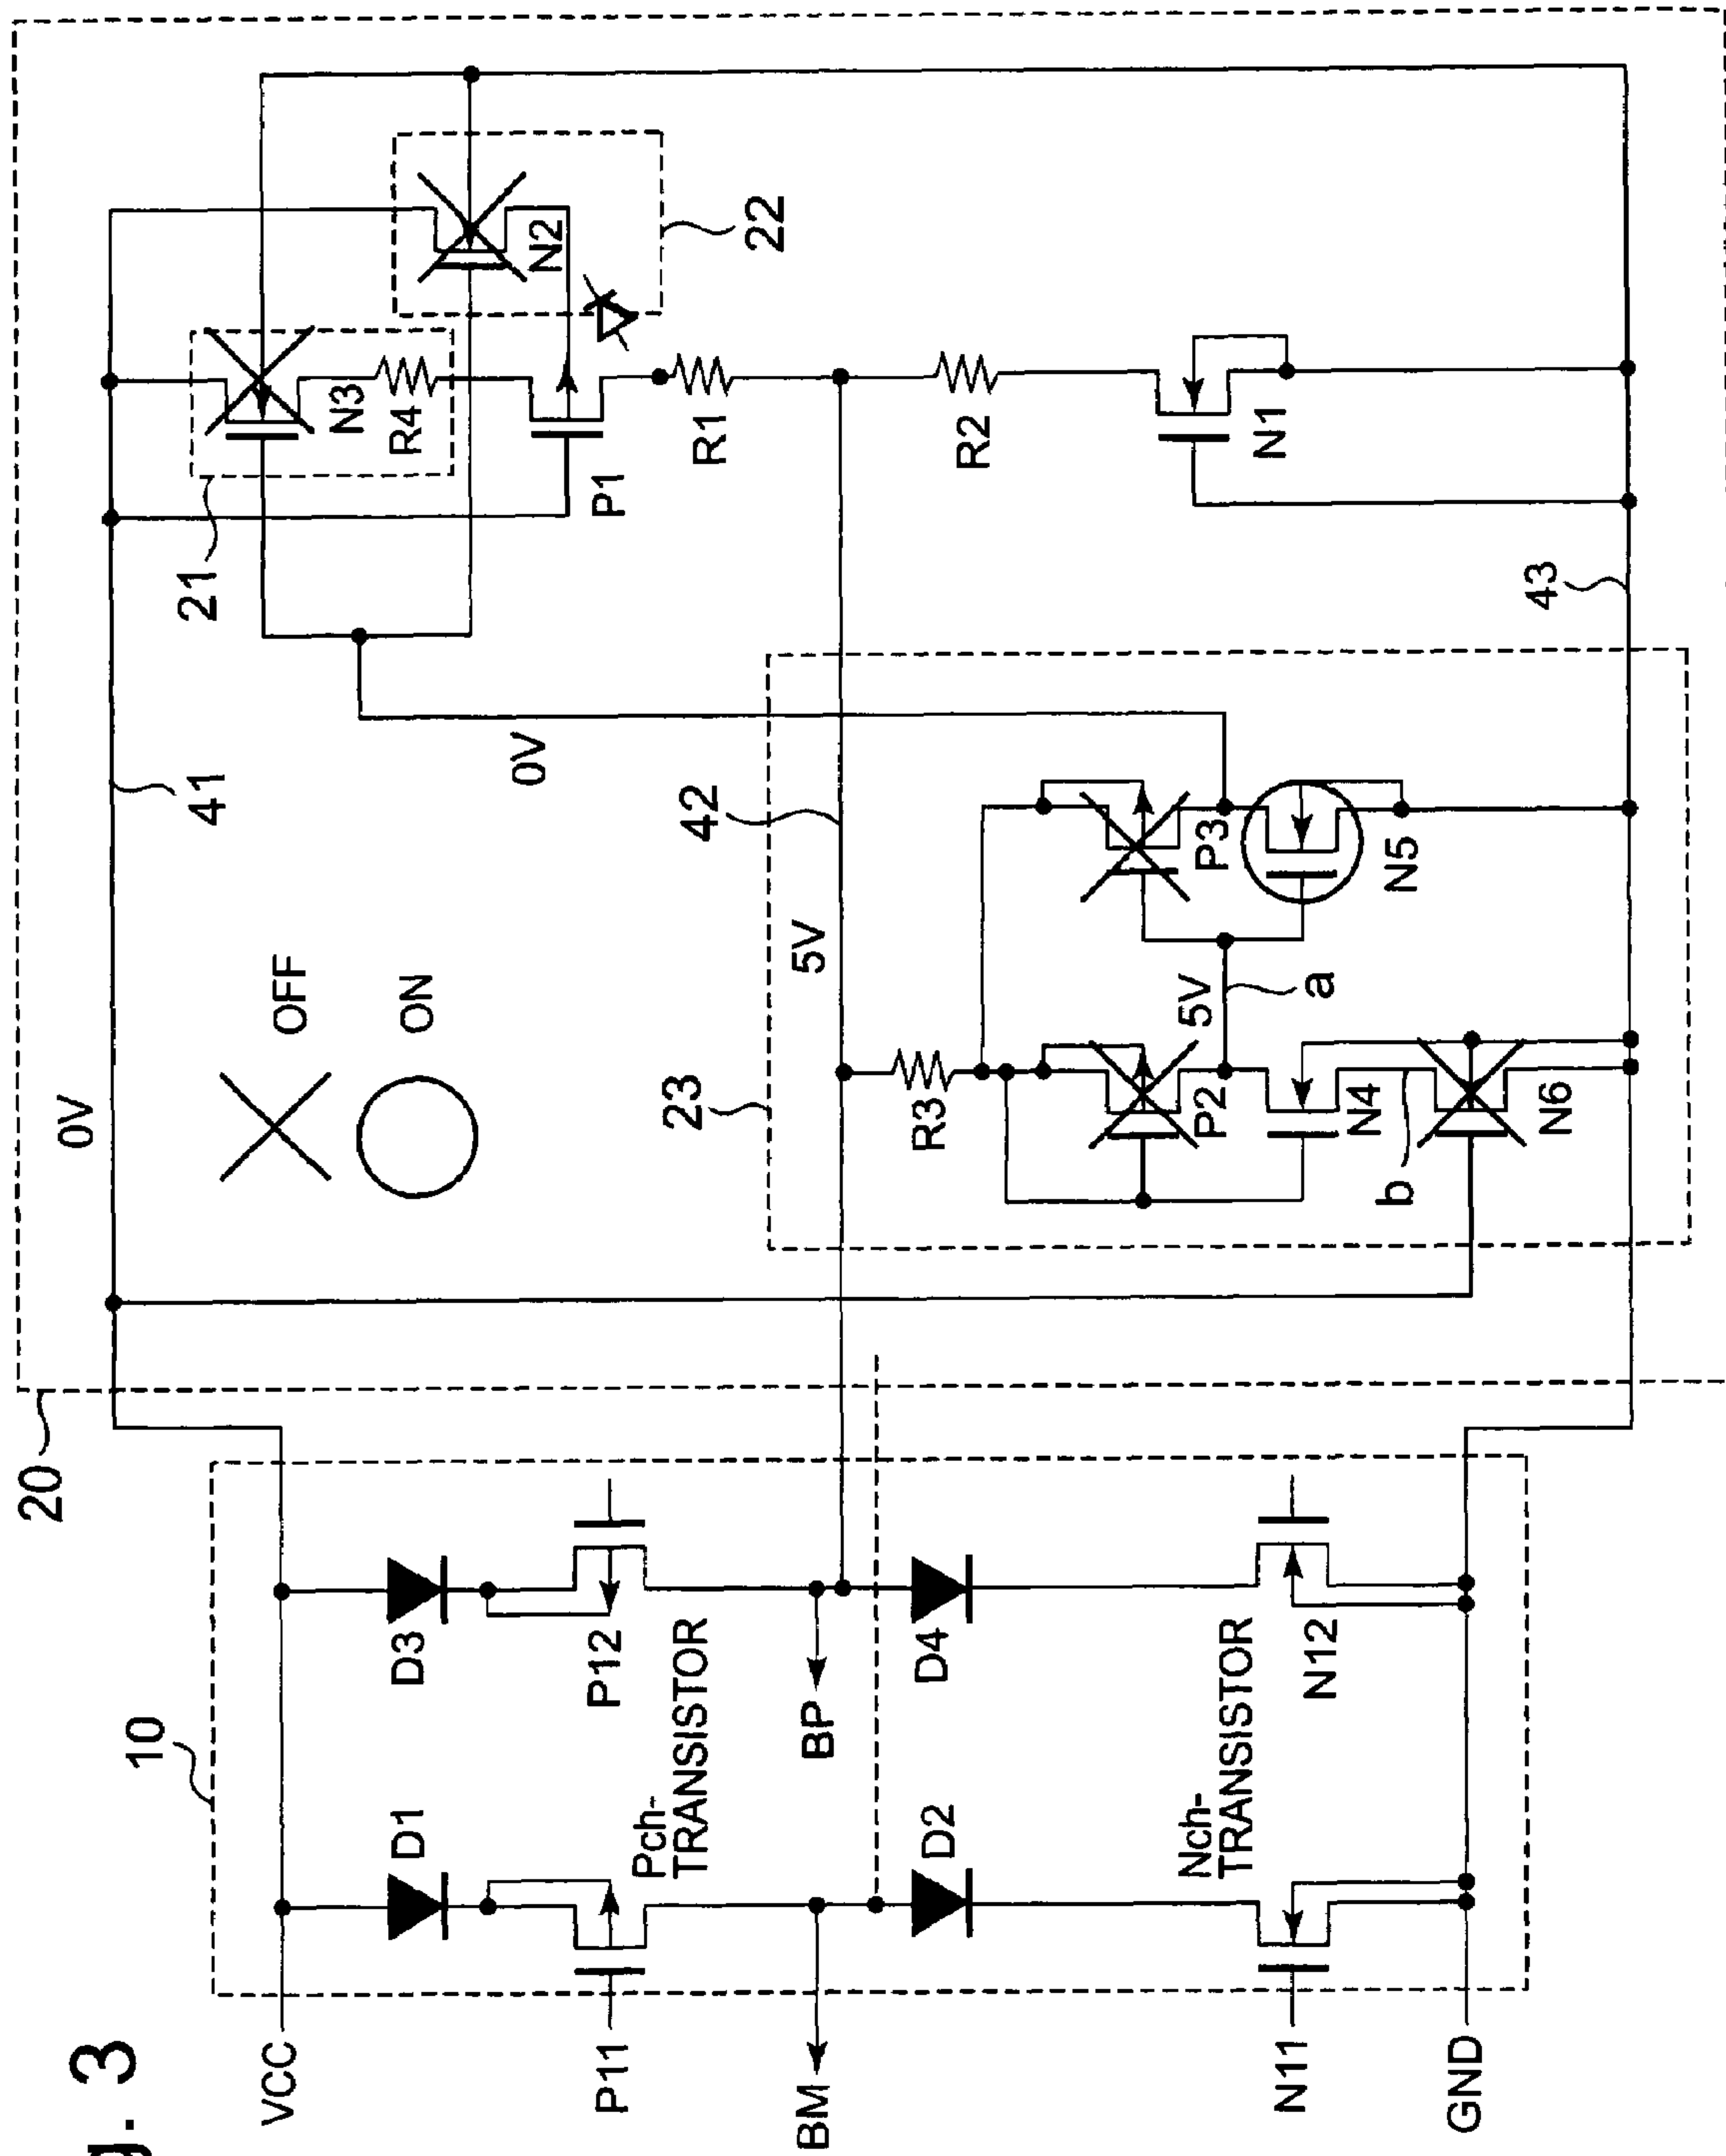 g. 3
20
10
VCC
P11
BM
N11
GND
D1
D3
Pch-
TRANSISTOR
P12
BP
D2
D4
Nch-
TRANSISTOR
N12
0V
41
OFF
ON
0V
21
N3
R4
P1
N2
22
R1
R2
N1
5V
42
43
23
R3
P2
5V
a
P3
N4
N5
b
N6